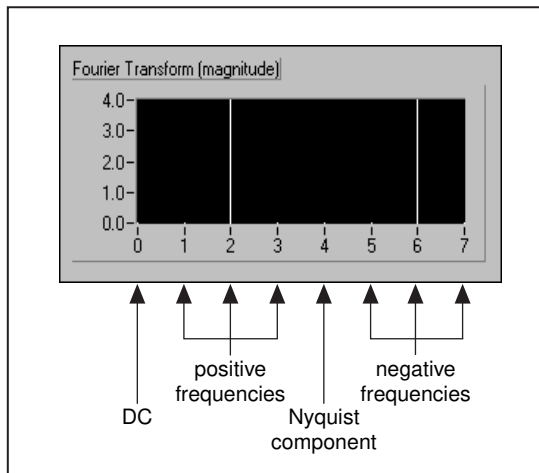 Fourier Transform (magnitude)
4.0
3.0
2.0
1.0
0.0
0 1 2 3 4 5 6 7
positive
frequencies
negative
frequencies
DC
Nyquist
component